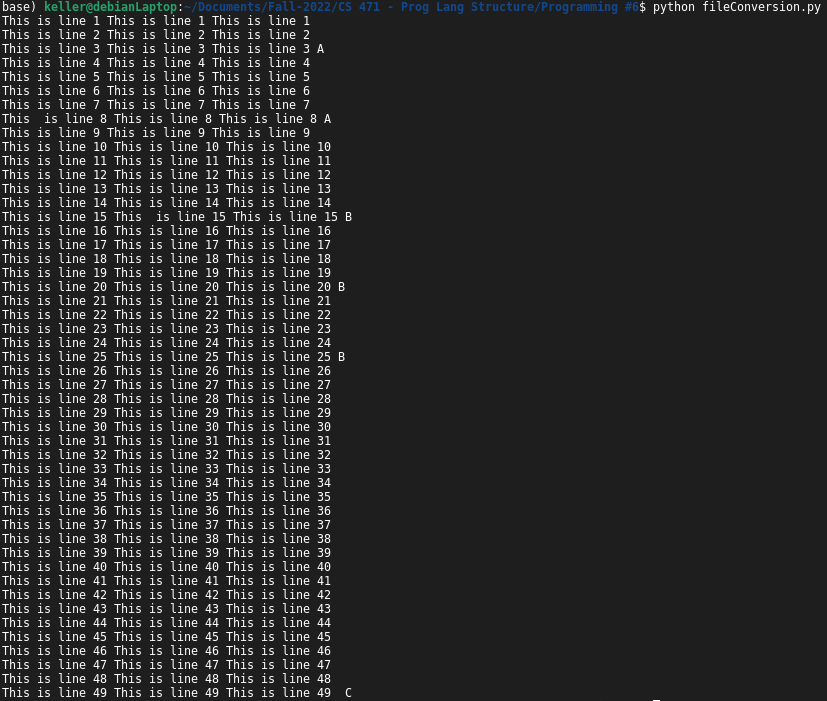 base) keller@debianLaptop:~/Documents/Fall-2022/CS 471 - Prog Lang Structure/Programming #6$ python fileConversion.py
This is line 1 This is line 1 This is line 1
This is line 2 This is line 2 This is line 2
This is line 3 This is line 3 This is line 3 A
This is line 4 This is line 4 This is line 4
This is line 5 This is line 5 This is line 5
This is line 6 This is line 6 This is line 6
This is line 7 This is line 7 This is line 7
This  is line 8 This is line 8 This is line 8 A
This is line 9 This is line 9 This is line 9
This is line 10 This is line 10 This is line 10
This is line 11 This is line 11 This is line 11
This is line 12 This is line 12 This is line 12
This is line 13 This is line 13 This is line 13
This is line 14 This is line 14 This is line 14
This is line 15 This  is line 15 This is line 15 B
This is line 16 This is line 16 This is line 16
This is line 17 This is line 17 This is line 17
This is line 18 This is line 18 This is line 18
This is line 19 This is line 19 This is line 19
This is line 20 This is line 20 This is line 20 B
This is line 21 This is line 21 This is line 21
This is line 22 This is line 22 This is line 22
This is line 23 This is line 23 This is line 23
This is line 24 This is line 24 This is line 24
This is line 25 This is line 25 This is line 25 B
This is line 26 This is line 26 This is line 26
This is line 27 This is line 27 This is line 27
This is line 28 This is line 28 This is line 28
This is line 29 This is line 29 This is line 29
This is line 30 This is line 30 This is line 30
This is line 31 This is line 31 This is line 31
This is line 32 This is line 32 This is line 32
This is line 33 This is line 33 This is line 33
This is line 34 This is line 34 This is line 34
This is line 35 This is line 35 This is line 35
This is line 36 This is line 36 This is line 36
This is line 37 This is line 37 This is line 37
This is line 38 This is line 38 This is line 38
This is line 39 This is line 39 This is line 39
This is line 40 This is line 40 This is line 40
This is line 41 This is line 41 This is line 41
This is line 42 This is line 42 This is line 42
This is line 43 This is line 43 This is line 43
This is line 44 This is line 44 This is line 44
This is line 45 This is line 45 This is line 45
This is line 46 This is line 46 This is line 46
This is line 47 This is line 47 This is line 47
This is line 48 This is line 48 This is line 48
This is line 49 This is line 49 This is line 49  C